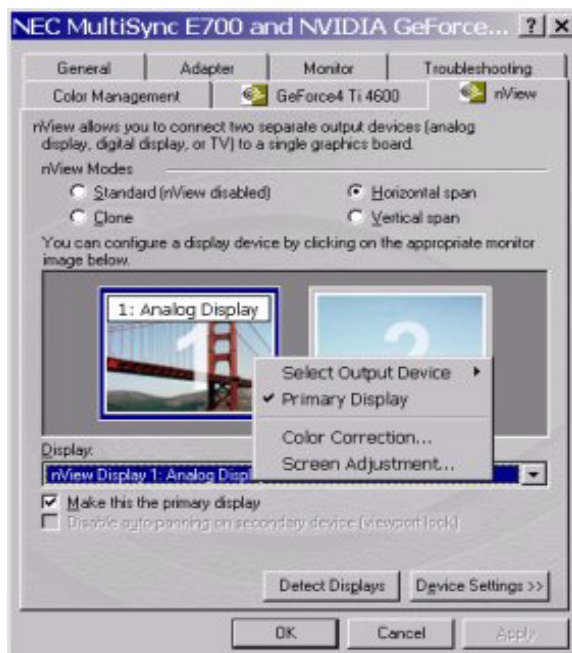 NEC MultiSync E700 and NVIDIA GeForce... ? X
General Adapter Monitor Troubleshooting
Color Management GeForce4 Ti 4600 nView
nView allows you to connect two separate output devices (analog
display, digital display, or TV) to a single graphics board.
nView Modes
Standard (nView disabled) Horizontal span
Clone Vertical span
You can configure a display device by clicking on the appropriate monitor
image below.
1: Analog Display
1 2
Select Output Device
Primary Display
Color Correction...
Screen Adjustment...
Display:
nView Display 1: Analog Displ
Make this the primary display
Disable auto-panning on secondary device (viewport lock)
Detect Displays Device Settings >>
OK Cancel Apply